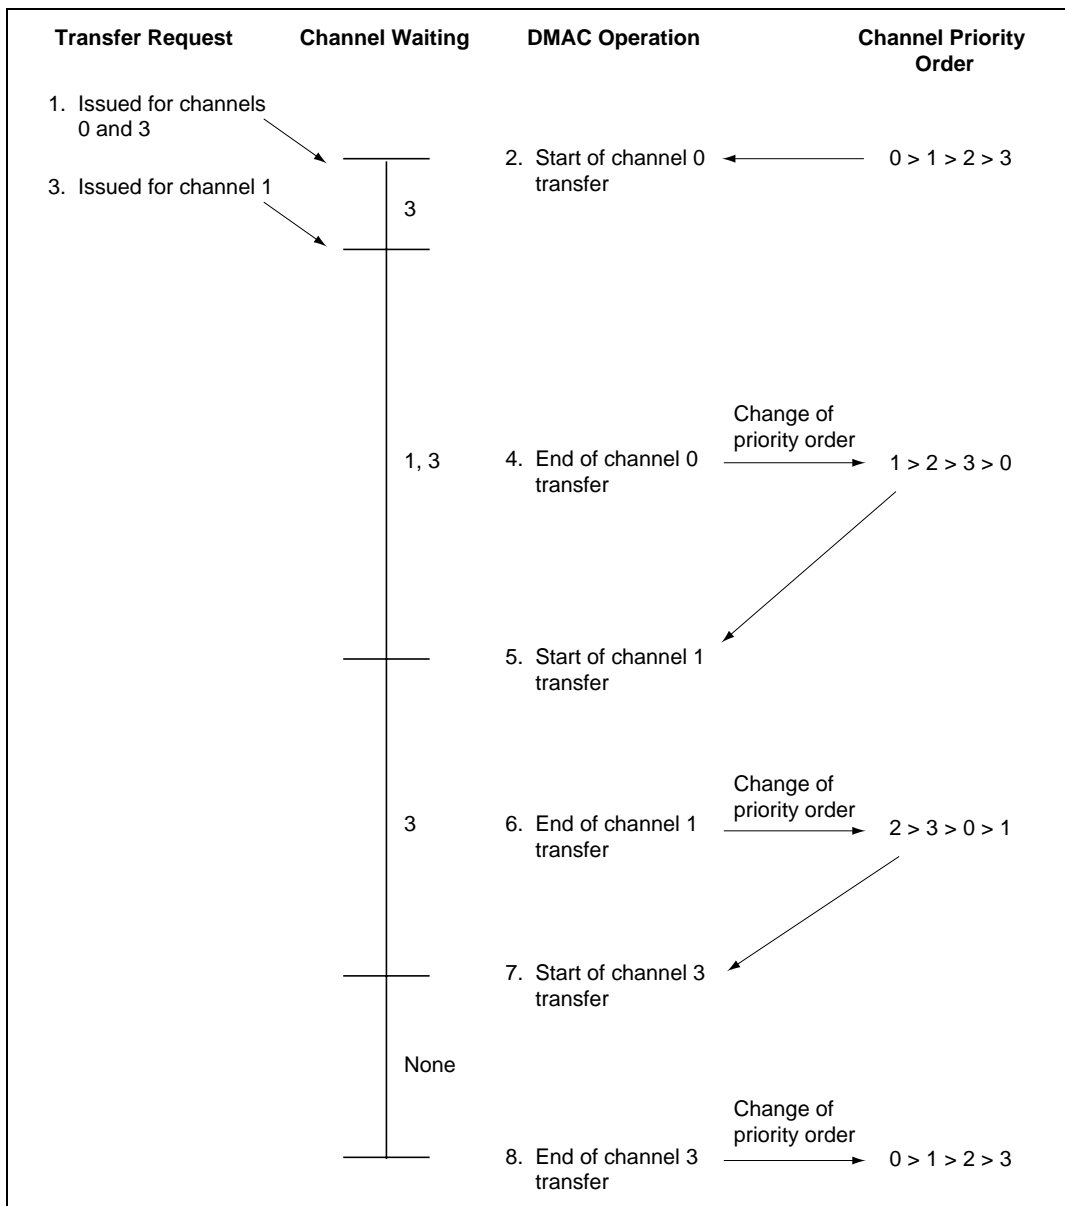 Transfer Request
Channel Waiting
DMAC Operation
Channel Priority
Order
1. Issued for channels
0 and 3
2. Start of channel 0
transfer
0 > 1 > 2 > 3
3. Issued for channel 1
3
1, 3
4. End of channel 0
transfer
Change of
priority order
1 > 2 > 3 > 0
5. Start of channel 1
transfer
3
6. End of channel 1
transfer
Change of
priority order
2 > 3 > 0 > 1
7. Start of channel 3
transfer
None
8. End of channel 3
transfer
Change of
priority order
0 > 1 > 2 > 3